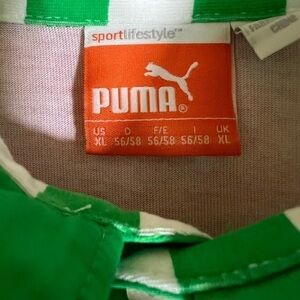 sportlifestyle™
PUMA®
US D F/E I UK
XL 56/58 56/58 56/58 XL